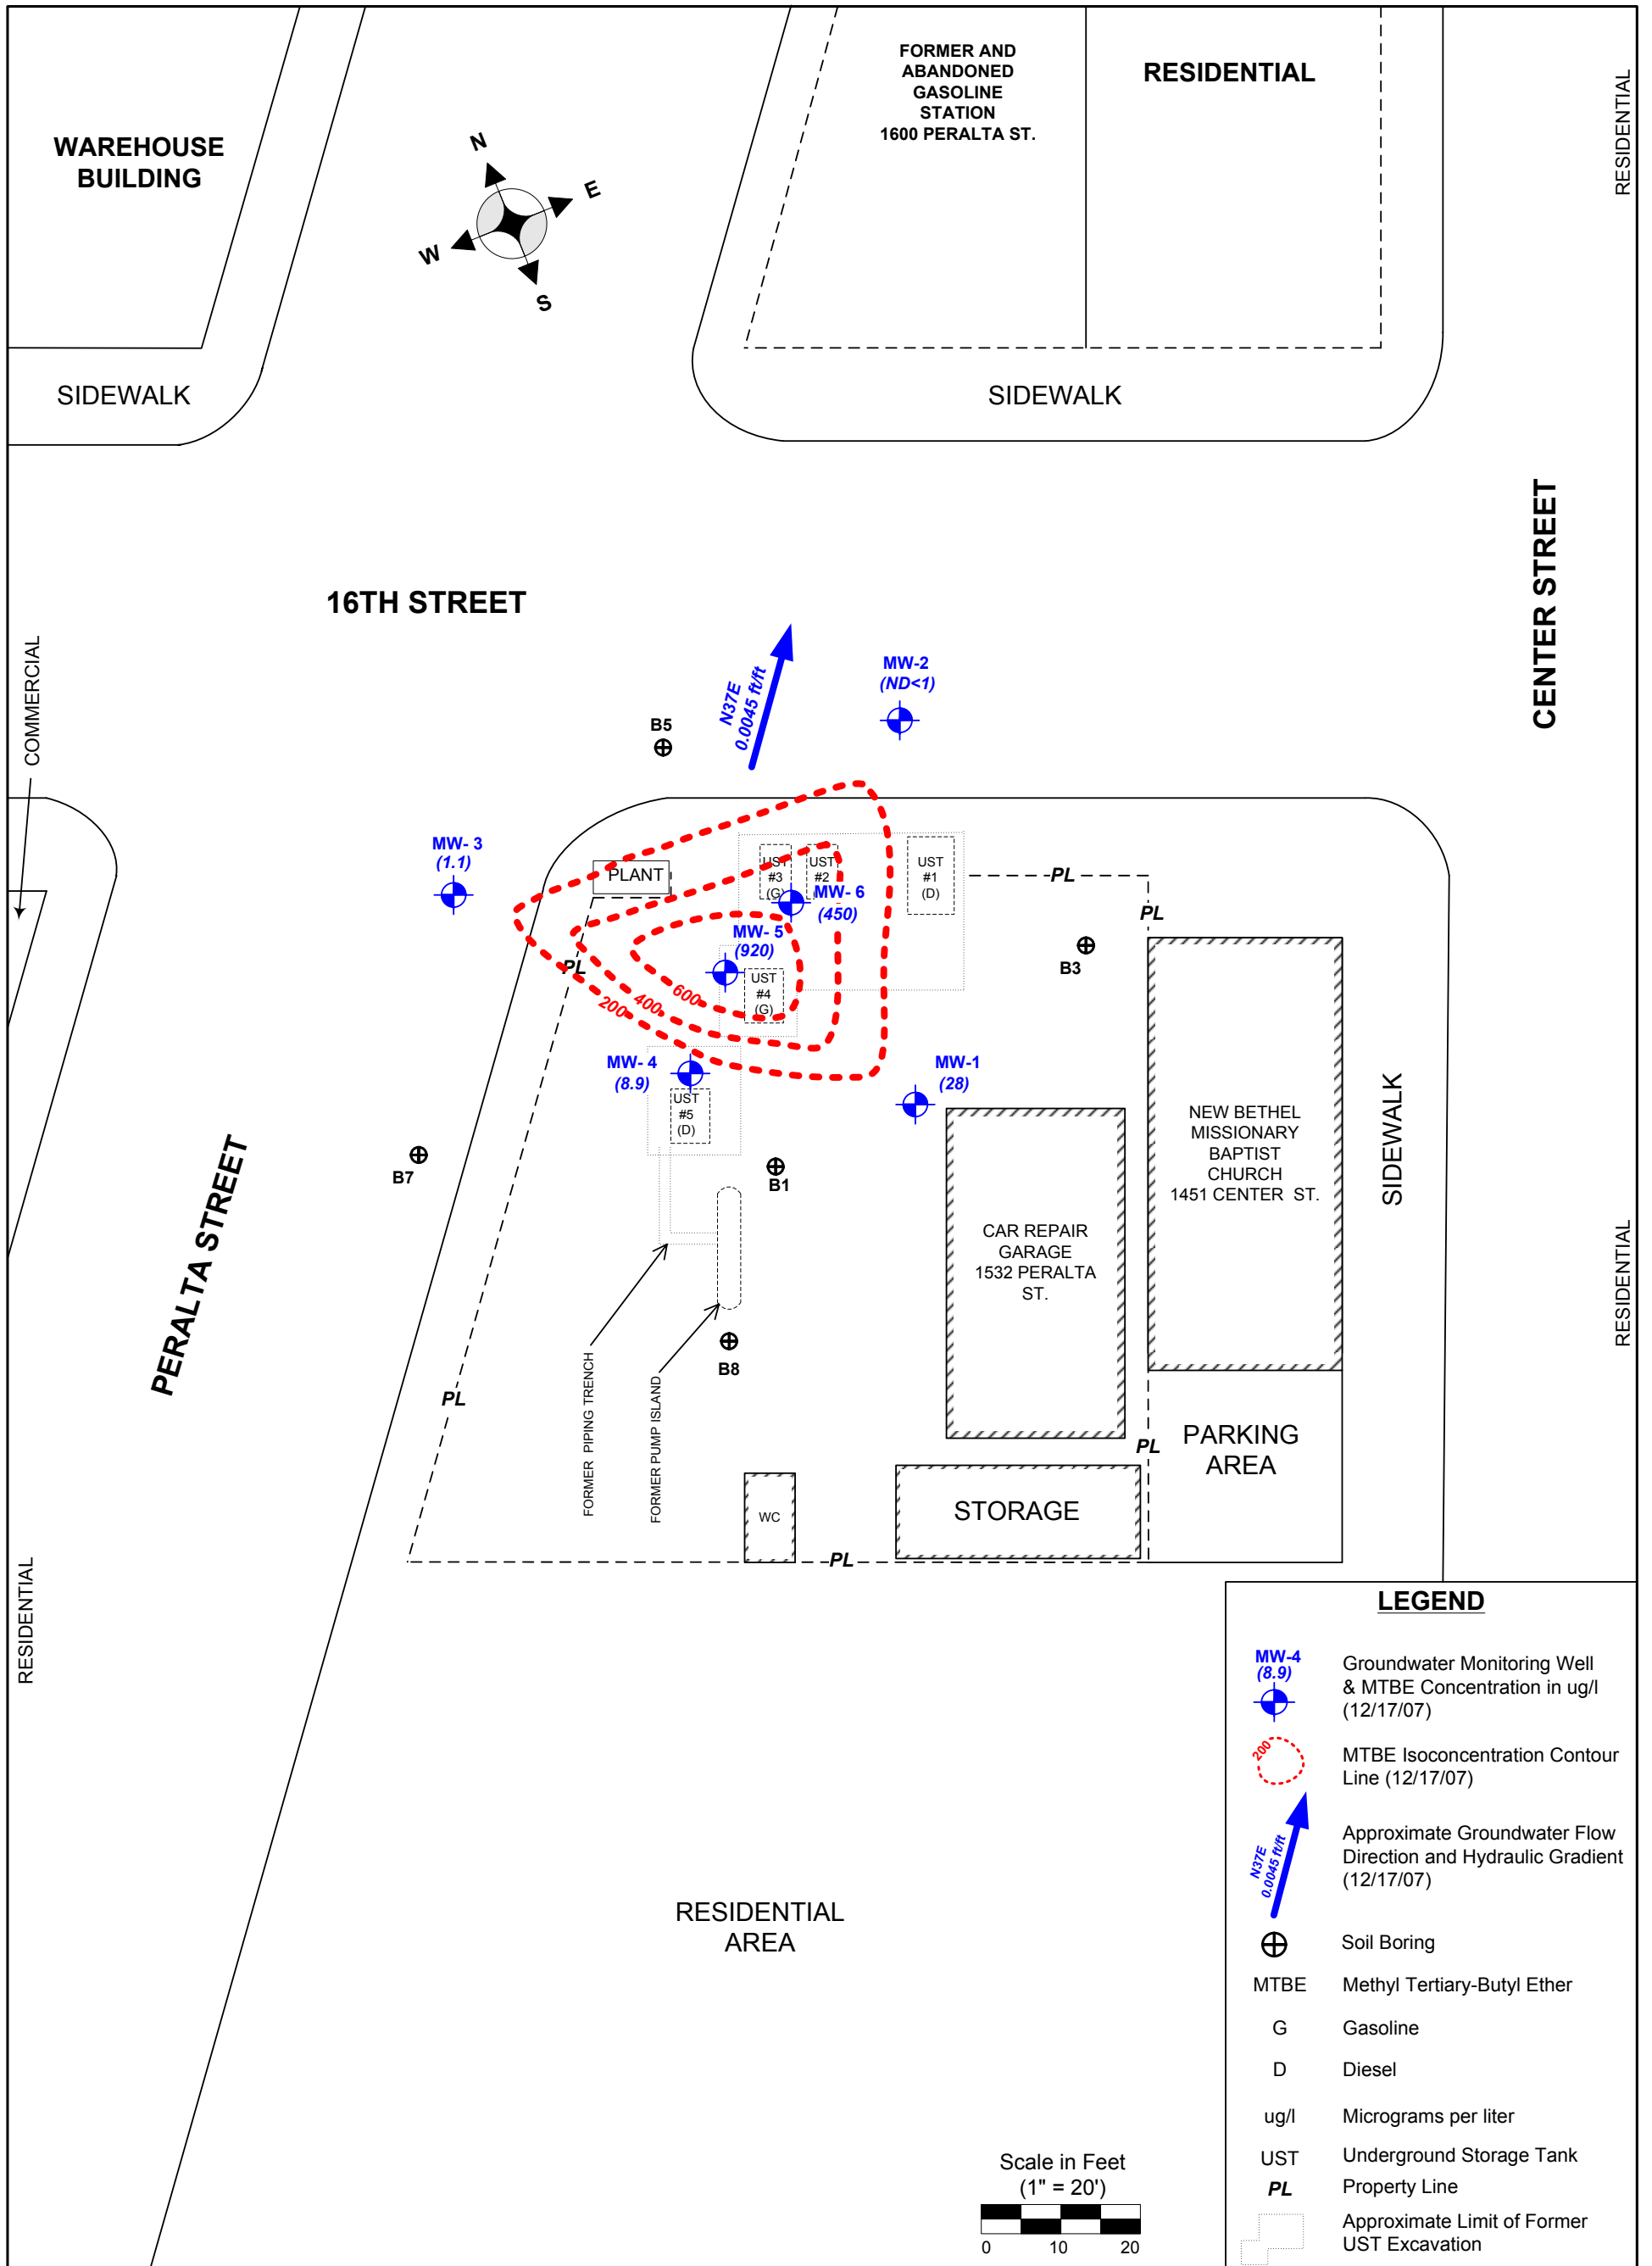 FORMER AND
ABANDONED
GASOLINE
STATION
1600 PERALTA ST.
RESIDENTIAL
RESIDENTIAL
WAREHOUSE
BUILDING
N
E
W
S
SIDEWALK
SIDEWALK
CENTER STREET
16TH STREET
COMMERCIAL
N37E
0.0045 ft/ft
MW-2
(ND<1)
B5
MW- 3
(1.1)
PLANT
UST
#3
(G)
UST
#2
UST
#1
(D)
PL
MW- 6
(450)
PL
MW- 5
(920)
B3
PL
UST
#4
(G)
600
400
200
MW- 4
(8.9)
MW-1
(28)
UST
#5
(D)
NEW BETHEL
MISSIONARY
BAPTIST
CHURCH
1451 CENTER ST.
SIDEWALK
B7
B1
PERALTA STREET
CAR REPAIR
GARAGE
1532 PERALTA
ST.
RESIDENTIAL
B8
FORMER PIPING TRENCH
FORMER PUMP ISLAND
PL
PL
PARKING
AREA
WC
STORAGE
PL
RESIDENTIAL
RESIDENTIAL
AREA
LEGEND
MW-4
(8.9)
Groundwater Monitoring Well
& MTBE Concentration in ug/l
(12/17/07)
200
MTBE Isoconcentration Contour
Line (12/17/07)
N37E
0.0045 ft/ft
Approximate Groundwater Flow
Direction and Hydraulic Gradient
(12/17/07)
Soil Boring
MTBE Methyl Tertiary-Butyl Ether
G Gasoline
D Diesel
ug/l Micrograms per liter
UST Underground Storage Tank
PL Property Line
Approximate Limit of Former
UST Excavation
Scale in Feet
(1" = 20')
0 10 20